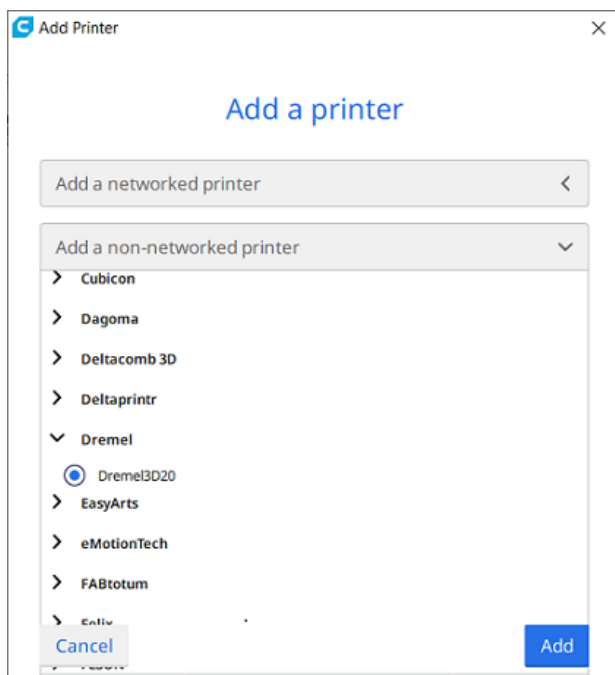 Add Printer
Add a printer
Add a networked printer
Add a non-networked printer
Cubicon
Dagoma
Deltacomb 3D
Deltaprintr
Dremel
Dremel3D20
EasyArts
eMotionTech
FABtotum
Felix
Cancel
Add